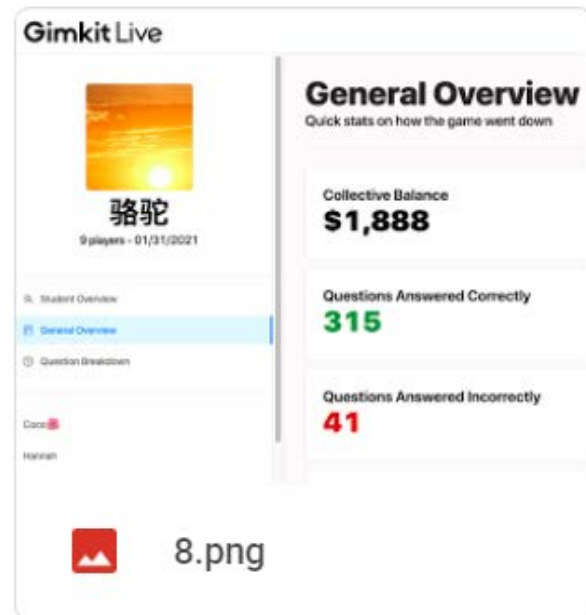 Gimkit Live
骆驼
9 players - 01/31/2021
Student Overview
General Overview
Question Breakdown
Coco
Hannah
General Overview
Quick stats on how the game went down
Collective Balance
$1,888
Questions Answered Correctly
315
Questions Answered Incorrectly
41
8.png